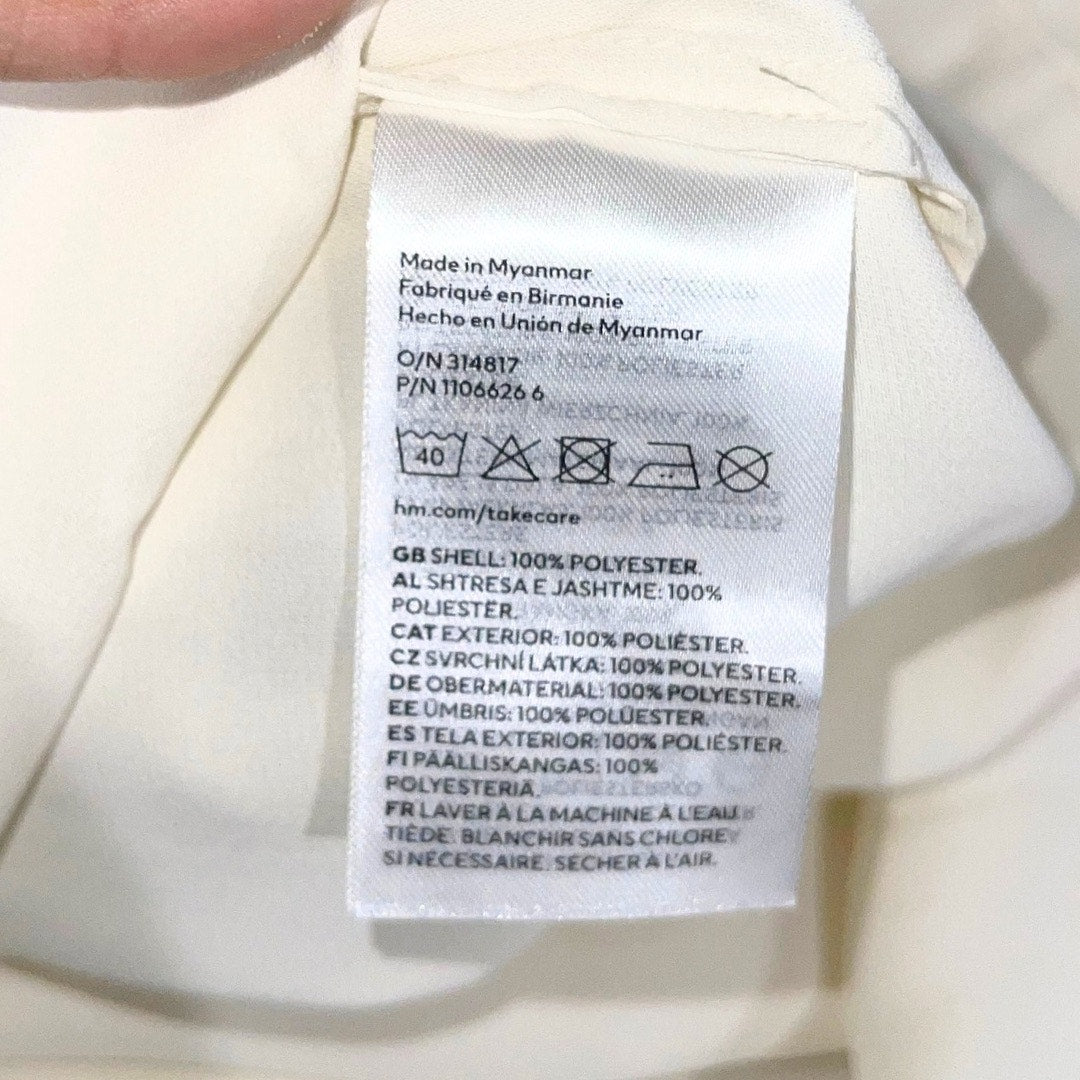 Made in Myanmar
Fabriqué en Birmanie
Hecho en Unión de Myanmar
O/N 314817
P/N 1106626 6
40
hm.com/takecare
GB SHELL: 100% POLYESTER.
AL SHTRESA E JASHTME: 100%
POLIESTËR.
CAT EXTERIOR: 100% POLIÈSTER.
CZ SVRCHNÍ LÁTKA: 100% POLYESTER.
DE OBERMATERIAL: 100% POLYESTER.
EE ÜMBRIS: 100% POLÜESTER.
ES TELA EXTERIOR: 100% POLIÉSTER.
FI PÄÄLLISKANGAS: 100%
POLYESTERIÄ.
FR LAVER À LA MACHINE À L'EAU
TIÈDE. BLANCHIR SANS CHLORE
SI NÉCESSAIRE. SÉCHER À L'AIR.